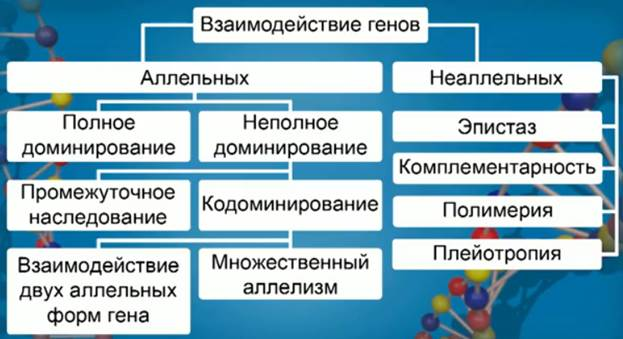 Взаимодействие генов
Аллельных
Неаллельных
Полное
доминирование
Неполное
доминирование
Эпистаз
Комплементарность
Промежуточное
наследование
Кодоминирование
Полимерия
Плейотропия
Взаимодействие
двух аллельных
форм гена
Множественный
аллелизм